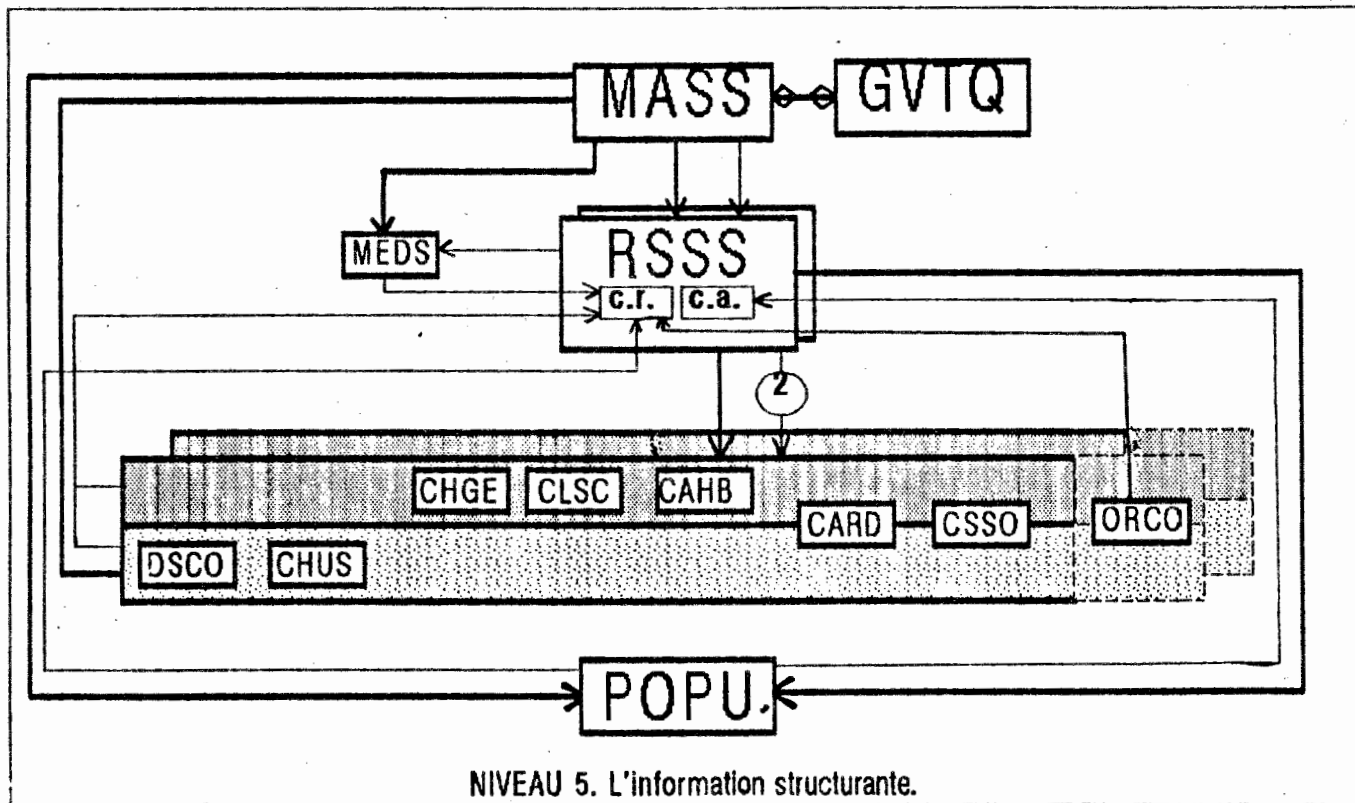 MASS
GVTQ
MEDS
RSSS
c.r.
c.a.
2
CHGE
CLSC
CAHB
CARD
CSSO
ORCO
DSCO
CHUS
POPU.
NIVEAU 5. L'information structurante.